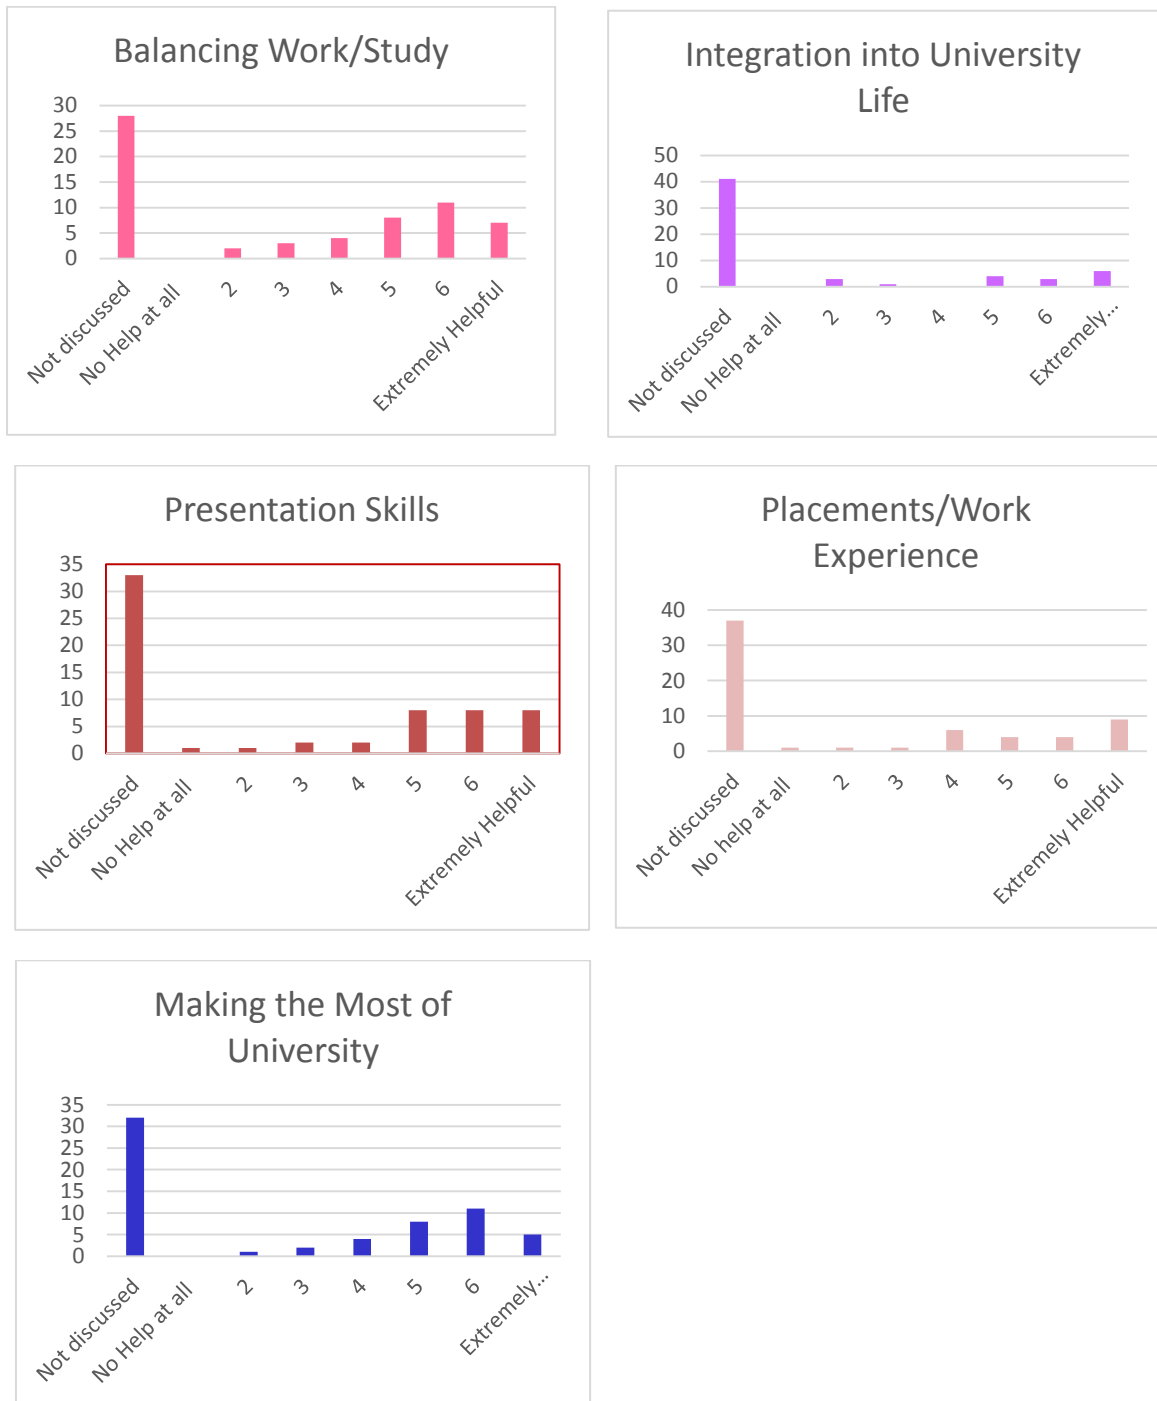 Balancing Work/Study
30
25
20
15
10
5
0
Not discussed
No Help at all
2
3
4
5
6
Extremely Helpful
Integration into University
Life
50
40
30
20
10
0
Not discussed
No Help at all
2
3
4
5
6
Extremely...
Presentation Skills
35
30
25
20
15
10
5
0
Not discussed
No Help at all
2
3
4
5
6
Extremely Helpful
Placements/Work
Experience
40
30
20
10
0
Not discussed
No help at all
2
3
4
5
6
Extremely Helpful
Making the Most of
University
35
30
25
20
15
10
5
0
Not discussed
No Help at all
2
3
4
5
6
Extremely...